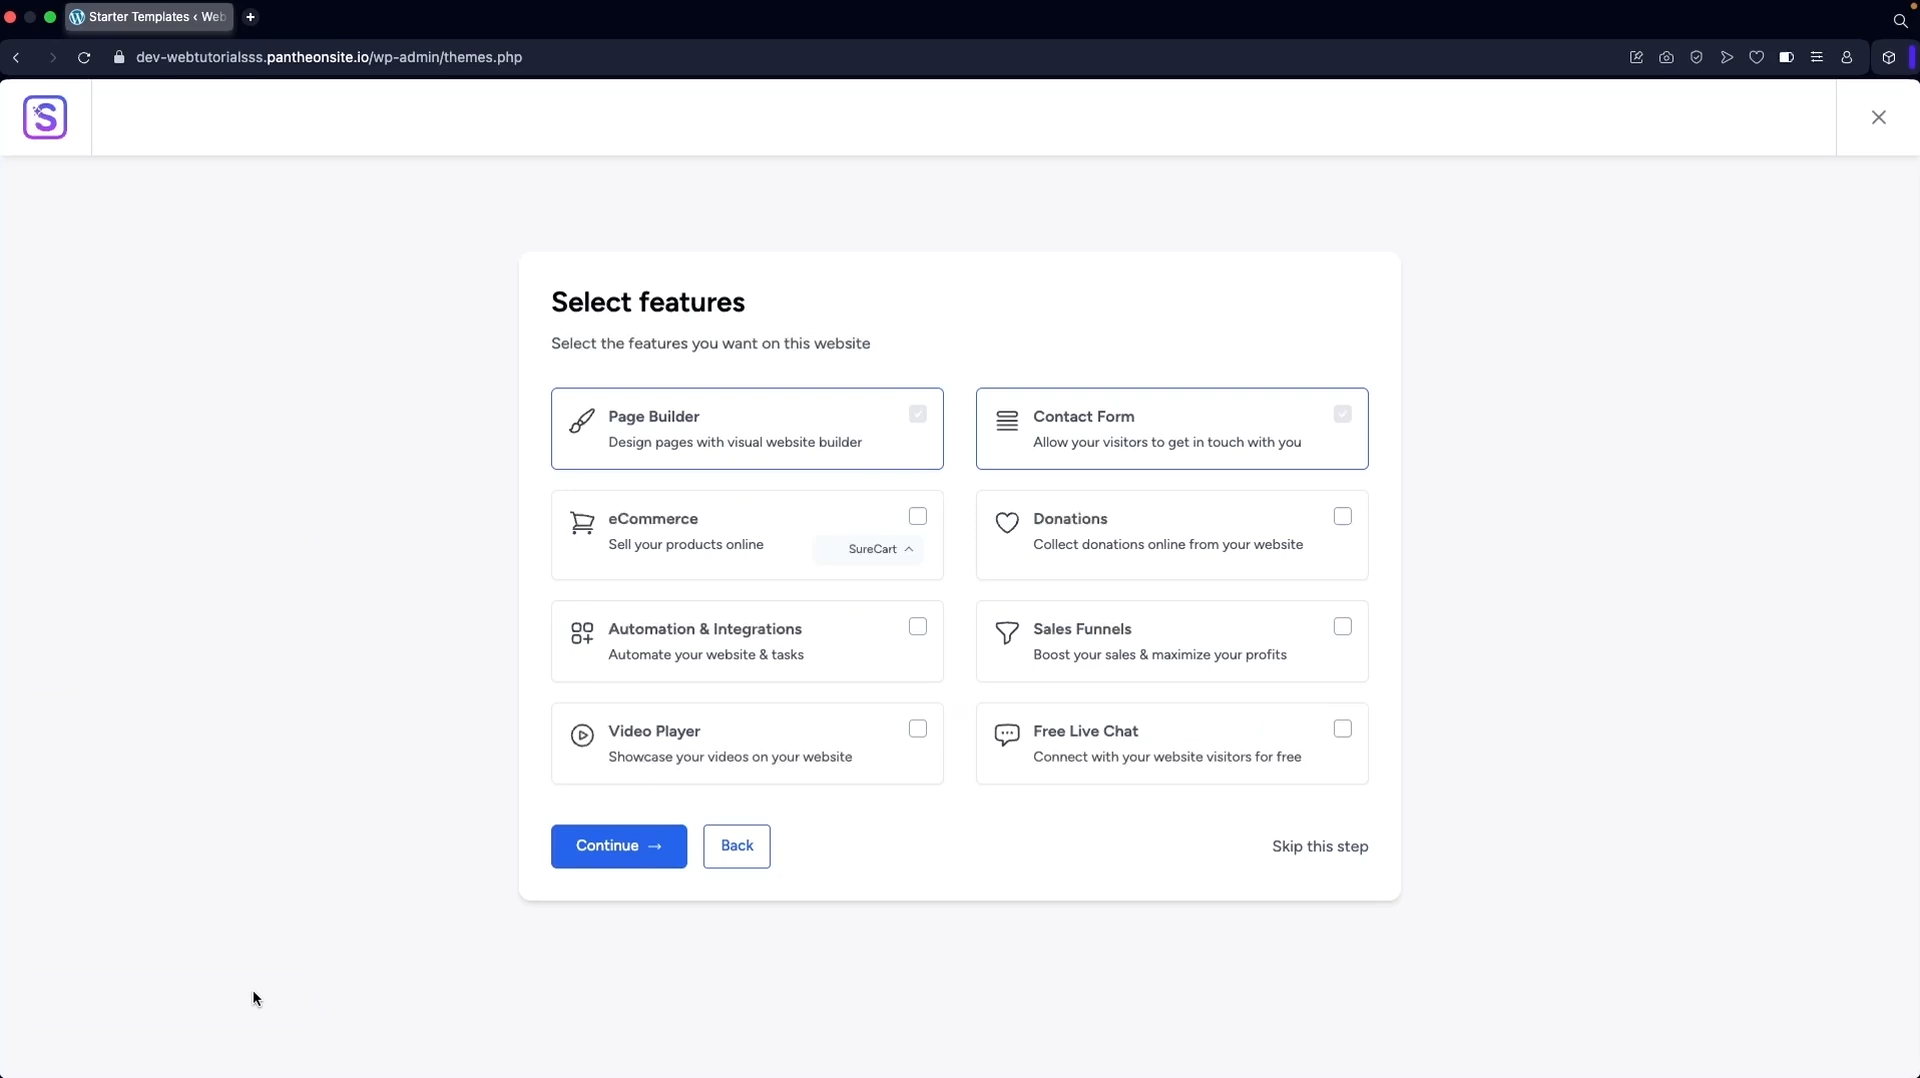 Starter Templates ‹ Web
dev-webtutorialsss.pantheonsite.io/wp-admin/themes.php
Select features
Select the features you want on this website
Page Builder
Design pages with visual website builder
Contact Form
Allow your visitors to get in touch with you
eCommerce
Sell your products online
SureCart
Donations
Collect donations online from your website
Automation & Integrations
Automate your website & tasks
Sales Funnels
Boost your sales & maximize your profits
Video Player
Showcase your videos on your website
Free Live Chat
Connect with your website visitors for free
Continue →
Back
Skip this step